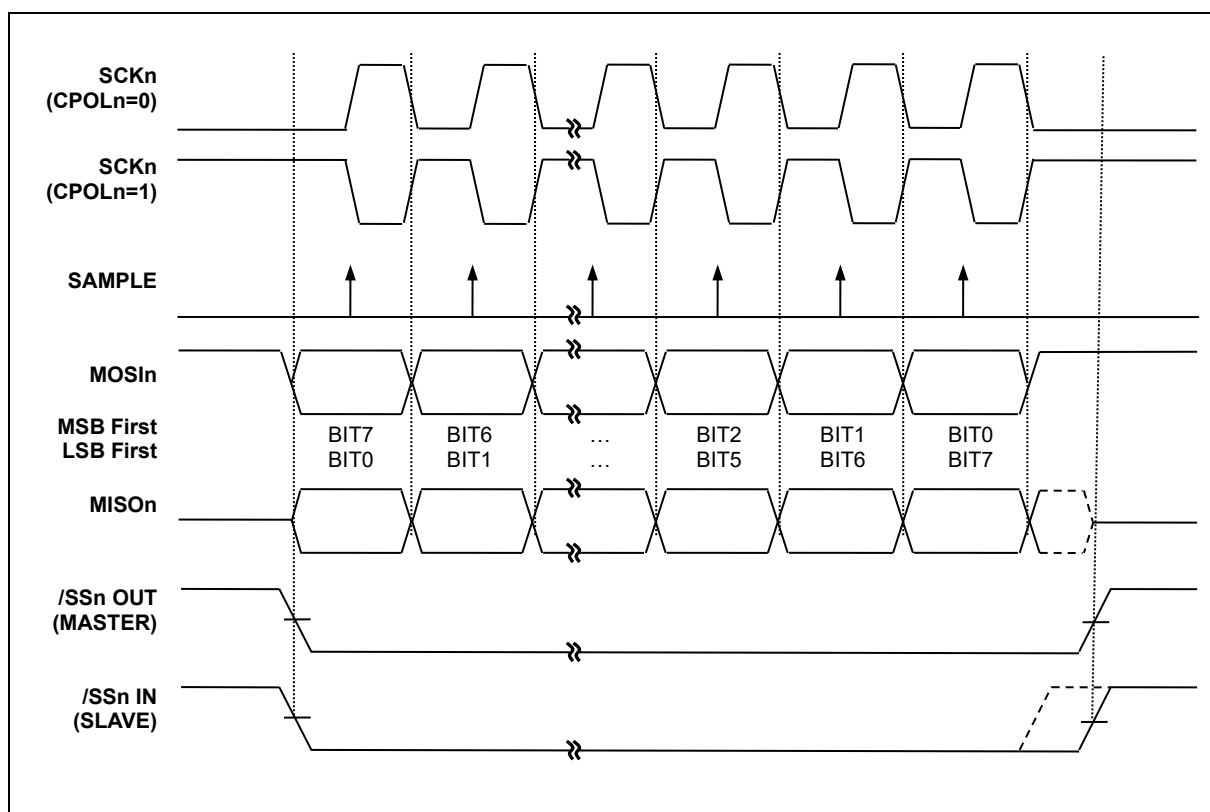 SCKn
(CPOLn=0)
SCKn
(CPOLn=1)
SAMPLE
MOSIn
MSB First
LSB First
BIT7 BIT6 ... BIT2 BIT1 BIT0
BIT0 BIT1 ... BIT5 BIT6 BIT7
MISOn
/SSn OUT
(MASTER)
/SSn IN
(SLAVE)